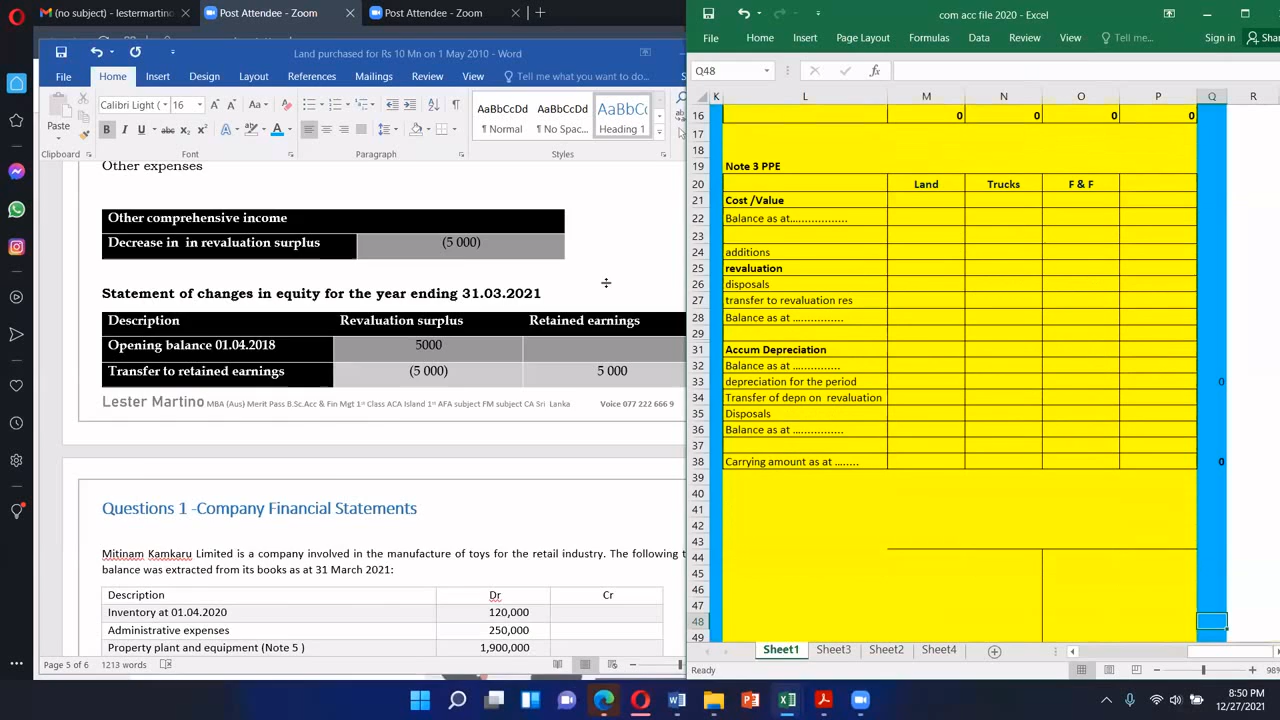 (no subject) - lestermartino
Post Attendee - Zoom
Post Attendee - Zoom
com acc file 2020 - Excel
Land purchased for Rs 10 Mn on 1 May 2010 - Word
File Home Insert Page Layout Formulas Data Review View Tell me... Sign in Shar
File Home Insert Design Layout References Mailings Review View Tell me what you want to do...
Q48
fx
Calibri Light ( 16
Paste
AaBbCcDd AaBbCcDd AaBbC(
¶ Normal ¶ No Spac... Heading 1
Clipboard Font Paragraph Styles
Other expenses
Other comprehensive income
Decrease in in revaluation surplus (5 000)
Statement of changes in equity for the year ending 31.03.2021
Description Revaluation surplus Retained earnings
Opening balance 01.04.2018 5000
Transfer to retained earnings (5 000) 5 000
Lester Martino MBA (Aus) Merit Pass B.Sc.Acc & Fin Mgt 1st Class ACA Island 1st AFA subject FM subject CA Sri Lanka Voice 077 222 666 9
Questions 1 -Company Financial Statements
Mitinam Kamkaru Limited is a company involved in the manufacture of toys for the retail industry. The following t
balance was extracted from its books as at 31 March 2021:
Description Dr Cr
Inventory at 01.04.2020 120,000
Administrative expenses 250,000
Property plant and equipment (Note 5 ) 1,900,000
Page 5 of 6 1213 words
K L M N O P Q R
16 0 0 0 0
17
18
19 Note 3 PPE
20 Land Trucks F & F
21 Cost /Value
22 Balance as at................
23
24 additions
25 revaluation
26 disposals
27 transfer to revaluation res
28 Balance as at ...............
29
31 Accum Depreciation
32 Balance as at ..............
33 depreciation for the period 0
34 Transfer of depn on revaluation
35 Disposals
36 Balance as at ...............
37
38 Carrying amount as at ........ 0
39
40
41
42
43
44
45
46
47
48
49
Sheet1 Sheet3 Sheet2 Sheet4
Ready 98%
8:50 PM
12/27/2021